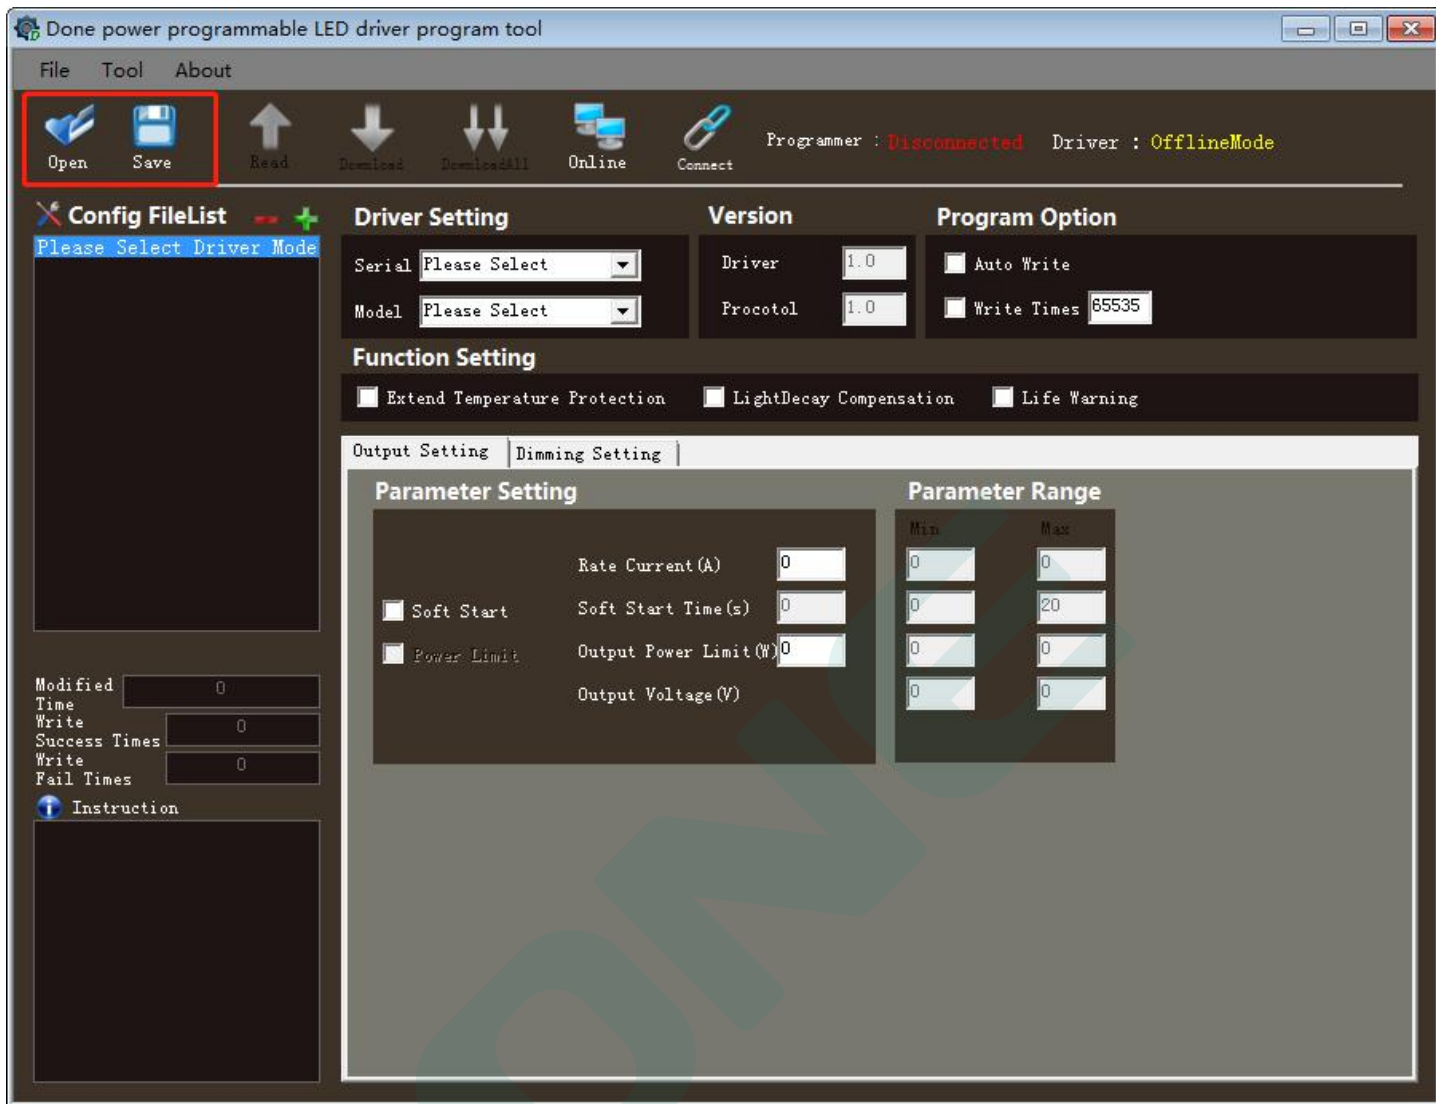 Done power programmable LED driver program tool
File Tool About
Open Save Read Download DownloadAll Online Connect Programmer : Disconnected Driver : OfflineMode
Config FileList
Please Select Driver Mode
Driver Setting
Serial Please Select
Model Please Select
Version
Driver 1.0
Procotol 1.0
Program Option
Auto Write
Write Times 65535
Function Setting
Extend Temperature Protection LightDecay Compensation Life Warning
Output Setting Dimming Setting
Parameter Setting Parameter Range
Min Max
Rate Current(A) 0 0 0
Soft Start Soft Start Time(s) 0 0 20
Power Limit Output Power Limit(W) 0 0 0
Output Voltage(V) 0 0
Modified
Time 0
Write
Success Times 0
Write
Fail Times 0
Instruction